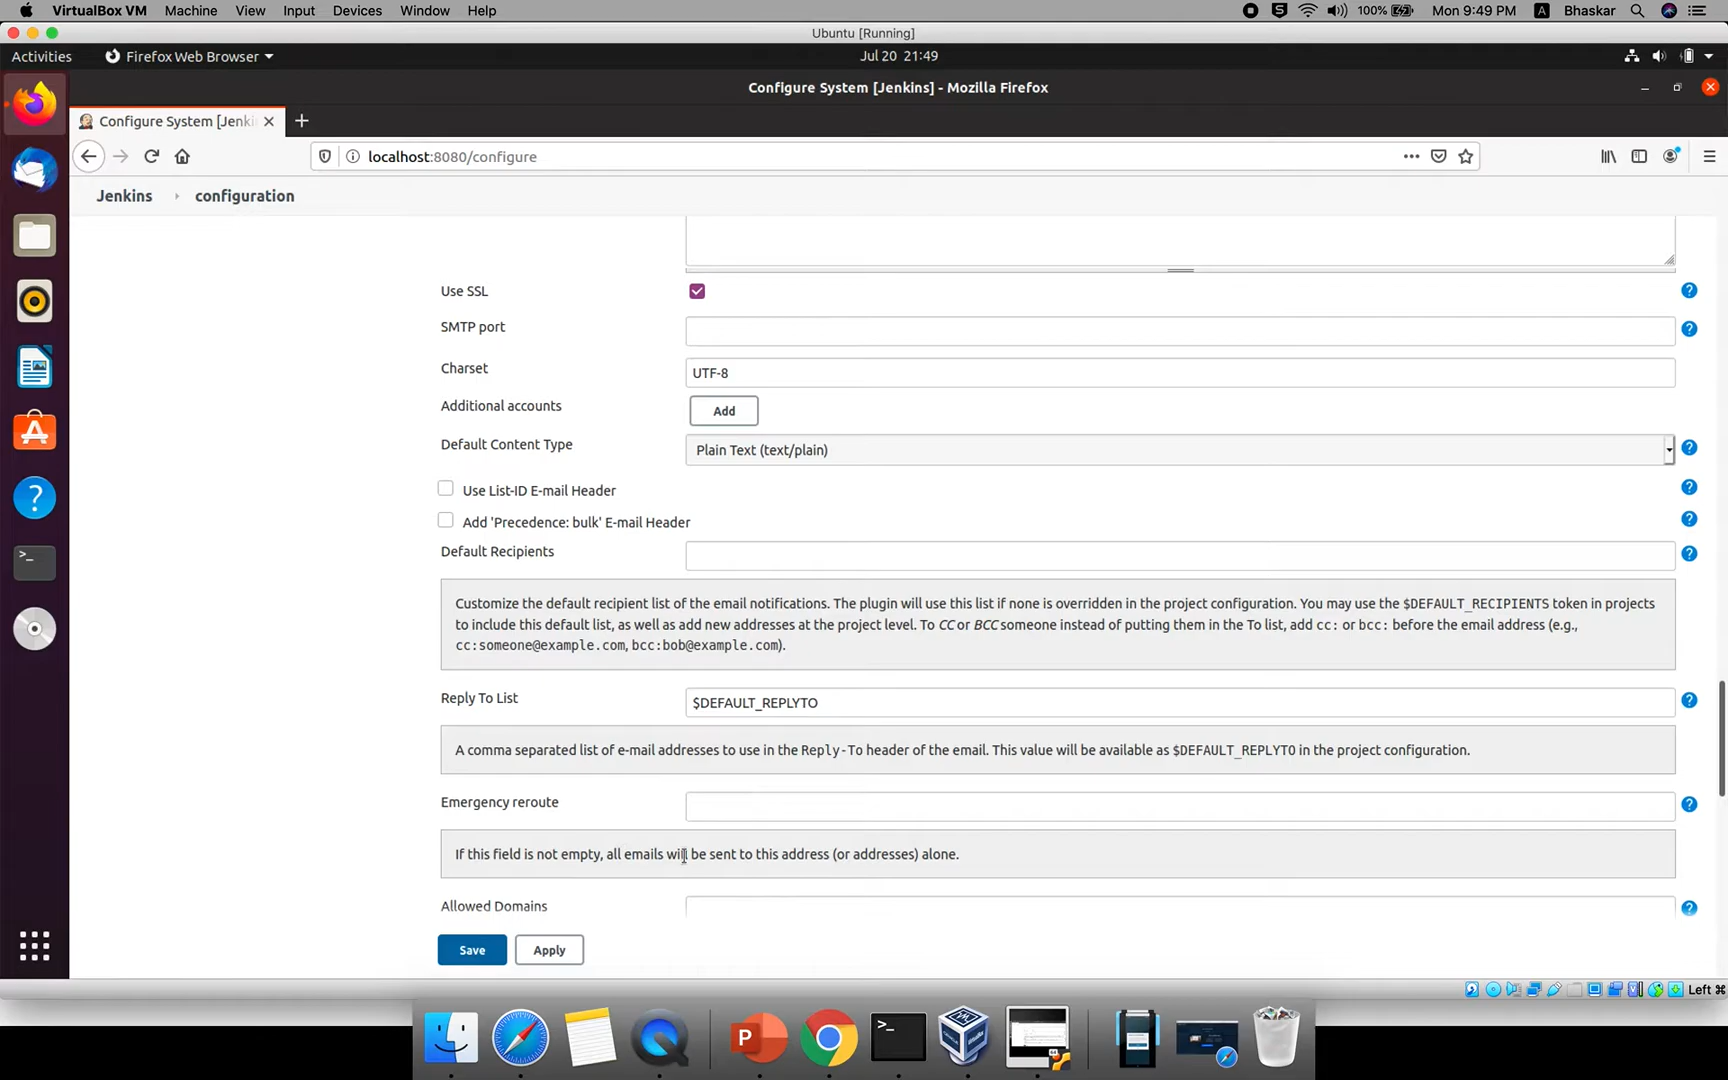 VirtualBox VM Machine View Input Devices Window Help
100% Mon 9:49 PM A Bhaskar
Ubuntu [Running]
Activities Firefox Web Browser Jul 20 21:49
Configure System [Jenkins] - Mozilla Firefox
Configure System [Jenki
localhost:8080/configure
Jenkins configuration
Use SSL
SMTP port
Charset UTF-8
Additional accounts Add
Default Content Type Plain Text (text/plain)
Use List-ID E-mail Header
Add 'Precedence: bulk' E-mail Header
Default Recipients
Customize the default recipient list of the email notifications. The plugin will use this list if none is overridden in the project configuration. You may use the $DEFAULT_RECIPIENTS token in projects
to include this default list, as well as add new addresses at the project level. To CC or BCC someone instead of putting them in the To list, add cc: or bcc: before the email address (e.g.,
cc:someone@example.com, bcc:bob@example.com).
Reply To List $DEFAULT_REPLYTO
A comma separated list of e-mail addresses to use in the Reply-To header of the email. This value will be available as $DEFAULT_REPLYTO in the project configuration.
Emergency reroute
If this field is not empty, all emails will be sent to this address (or addresses) alone.
Allowed Domains
Save Apply
Left ⌘